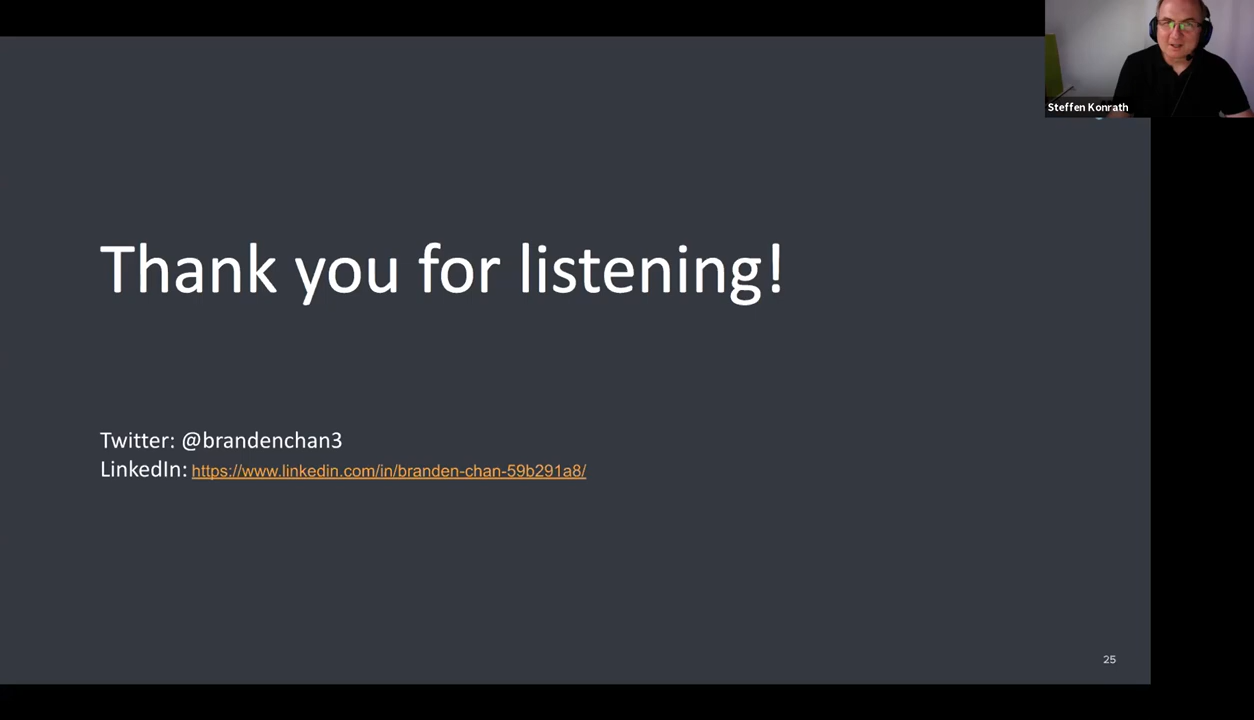 Steffen Konrath
Thank you for listening!
Twitter: @brandenchan3
LinkedIn: https://www.linkedin.com/in/branden-chan-59b291a8/
25